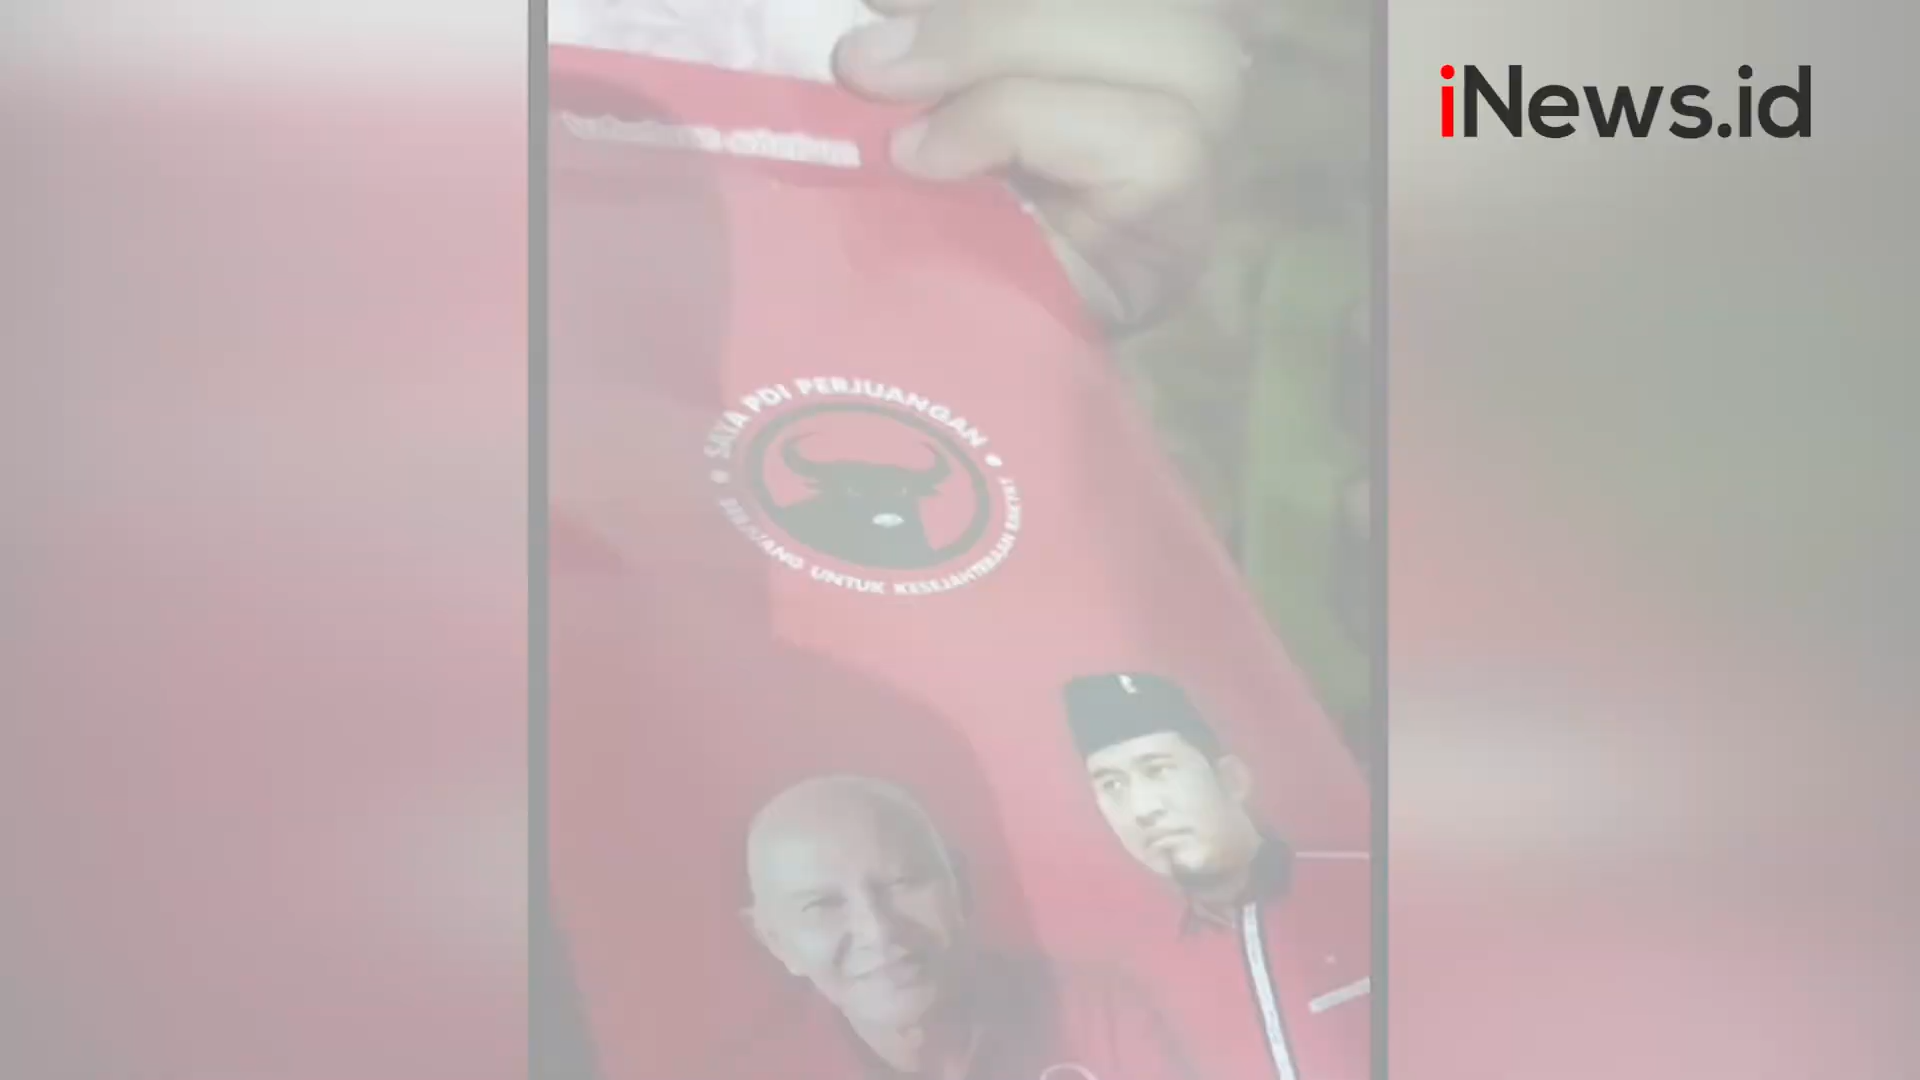 iNews.id
SAYA PDI PERJUANGAN
BERJUANG UNTUK KESEJAHTERAAN RAKYAT